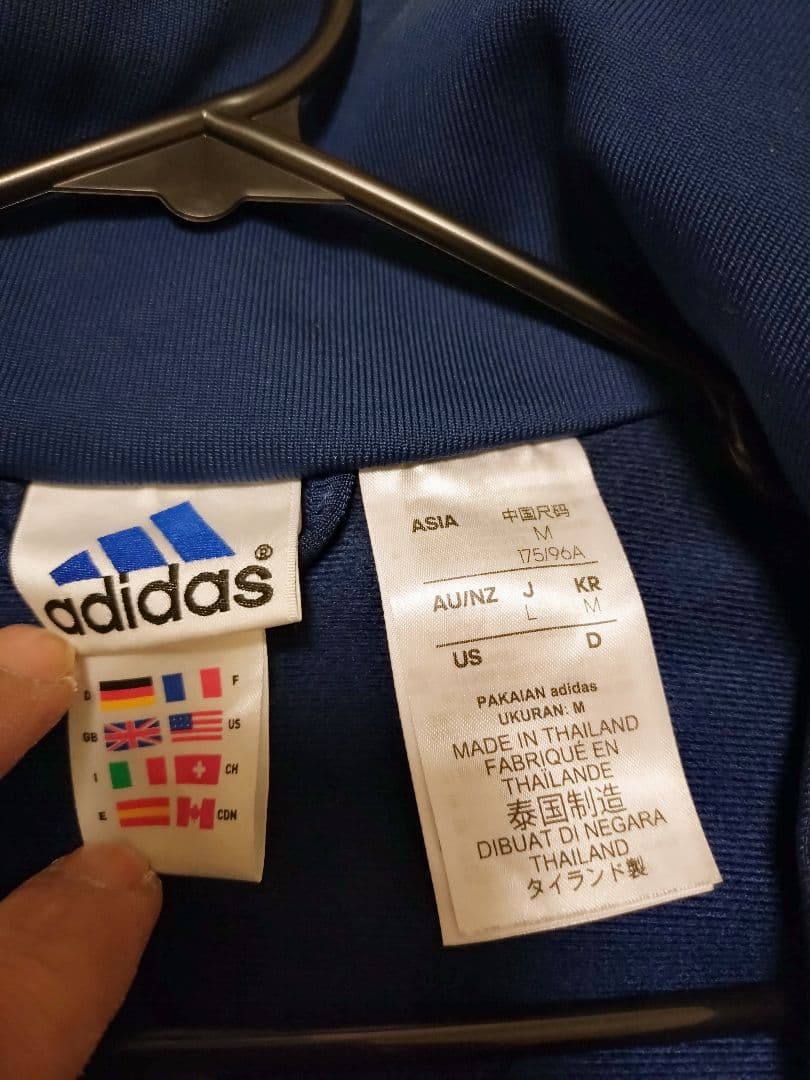 adidas®
D F
GB US
I CH
E CDN
ASIA 中国尺码
M
175/96A
AU/NZ J KR
L M
US D
PAKAIAN adidas
UKURAN: M
MADE IN THAILAND
FABRIQUÉ EN
THAÏLANDE
泰国制造
DIBUAT DI NEGARA
THAILAND
タイランド製